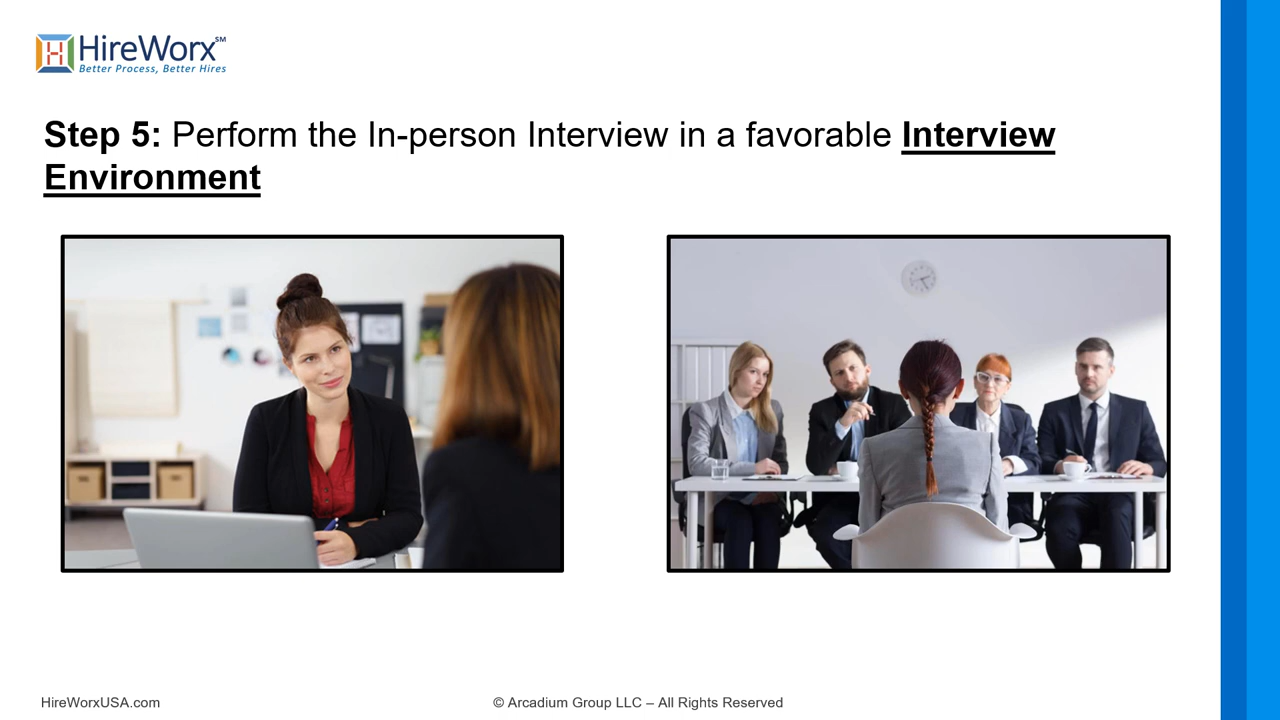 HireWorx℠
Better Process, Better Hires
Step 5: Perform the In-person Interview in a favorable Interview
Environment
HireWorxUSA.com
© Arcadium Group LLC – All Rights Reserved